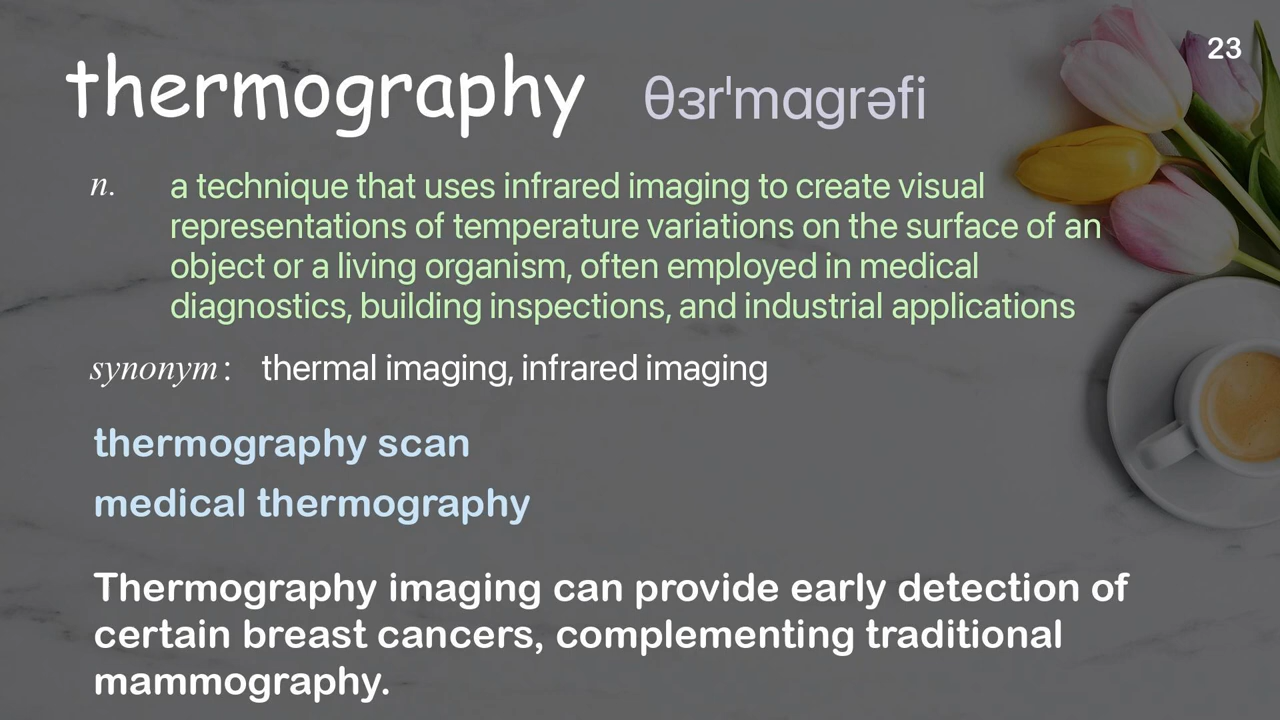 23
thermography θɜrˈmɑgrəfi
n. a technique that uses infrared imaging to create visual
representations of temperature variations on the surface of an
object or a living organism, often employed in medical
diagnostics, building inspections, and industrial applications
synonym : thermal imaging, infrared imaging
thermography scan
medical thermography
Thermography imaging can provide early detection of
certain breast cancers, complementing traditional
mammography.